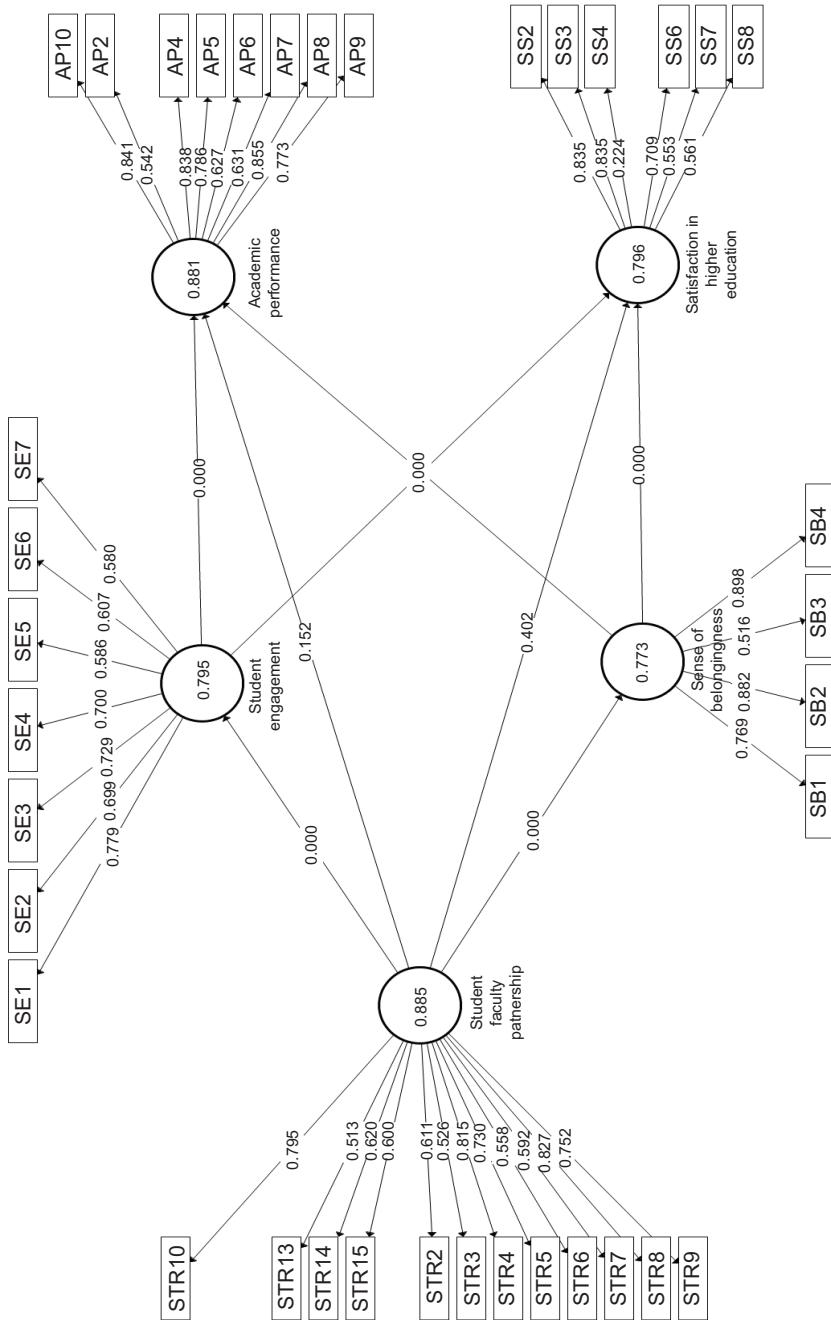 SE1
SE2
SE3
SE4
SE5
SE6
SE7
0.779
0.699
0.729
0.700
0.586
0.607
0.580
0.795
Student
engagement
AP10
AP2
AP4
AP5
AP6
AP7
AP8
AP9
0.841
0.542
0.838
0.786
0.627
0.631
0.855
0.773
0.881
Academic
performance
0.000
0.152
0.000
0.000
0.402
0.000
0.000
STR10
STR13
STR14
STR15
STR2
STR3
STR4
STR5
STR6
STR7
STR8
STR9
0.795
0.513
0.620
0.600
0.611
0.526
0.815
0.730
0.558
0.592
0.827
0.752
0.885
Student
faculty
patnership
SS2
SS3
SS4
SS6
SS7
SS8
0.835
0.835
0.224
0.709
0.553
0.561
0.796
Satisfaction in
higher
education
0.773
Sense of
belongingness
0.769
0.882
0.516
0.898
SB1
SB2
SB3
SB4